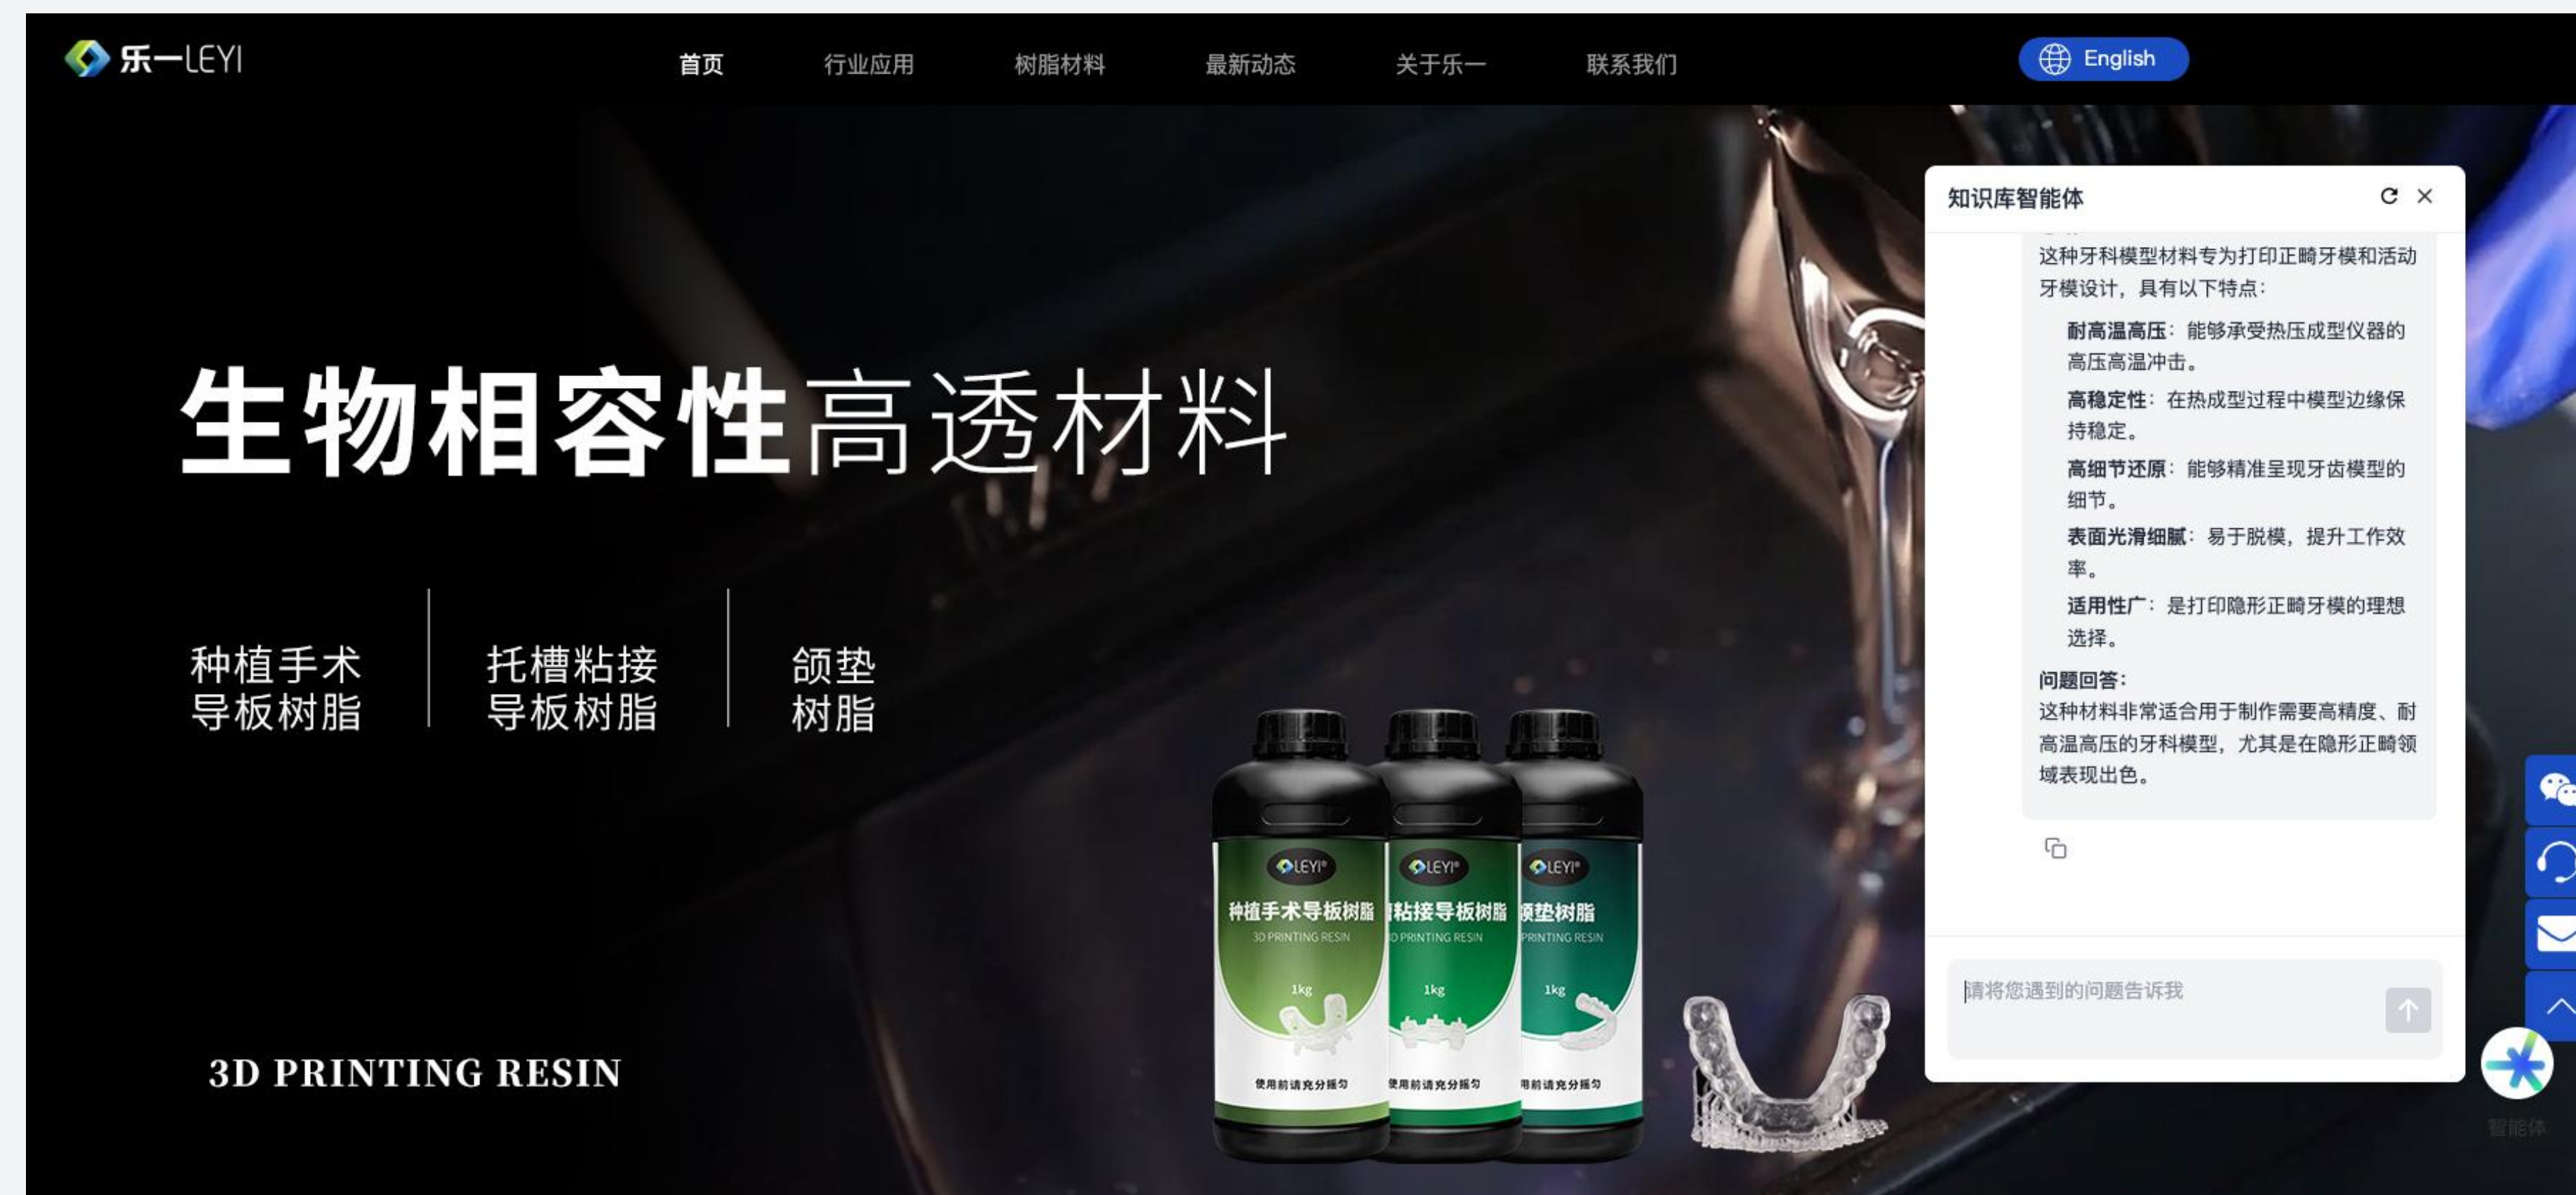 乐一LEYI
首页 行业应用 树脂材料 最新动态 关于乐一 联系我们
English
生物相容性高透材料
种植手术
导板树脂
托槽粘接
导板树脂
颌垫
树脂
3D PRINTING RESIN
LEYI®
种植手术导板树脂
3D PRINTING RESIN
1kg
使用前请充分摇匀
LEYI®
粘接导板树脂
3D PRINTING RESIN
1kg
使用前请充分摇匀
LEYI®
颌垫树脂
PRINTING RESIN
1kg
用前请充分摇匀
知识库智能体
这种牙科模型材料专为打印正畸牙模和活动
牙模设计，具有以下特点：
耐高温高压：能够承受热压成型仪器的
高压高温冲击。
高稳定性：在热成型过程中模型边缘保
持稳定。
高细节还原：能够精准呈现牙齿模型的
细节。
表面光滑细腻：易于脱模，提升工作效
率。
适用性广：是打印隐形正畸牙模的理想
选择。
问题回答：
这种材料非常适合用于制作需要高精度、耐
高温高压的牙科模型，尤其是在隐形正畸领
域表现出色。
请将您遇到的问题告诉我
智能体